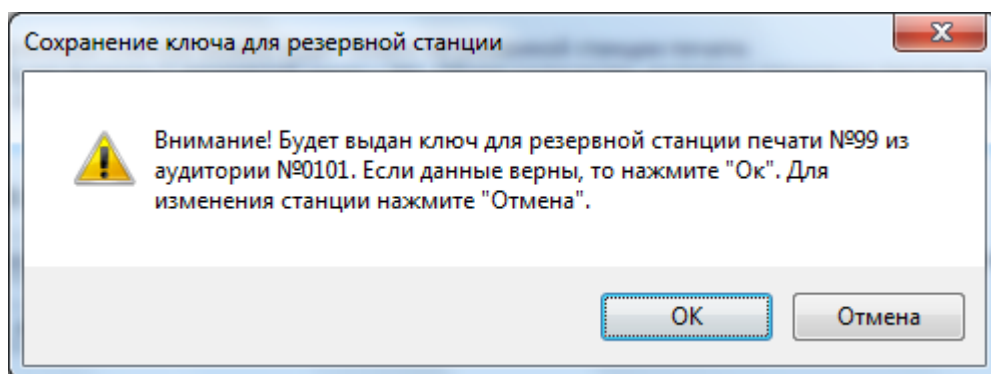 Сохранение ключа для резервной станции
Внимание! Будет выдан ключ для резервной станции печати №99 из
аудитории №0101. Если данные верны, то нажмите "Ок". Для
изменения станции нажмите "Отмена".
ОК
Отмена